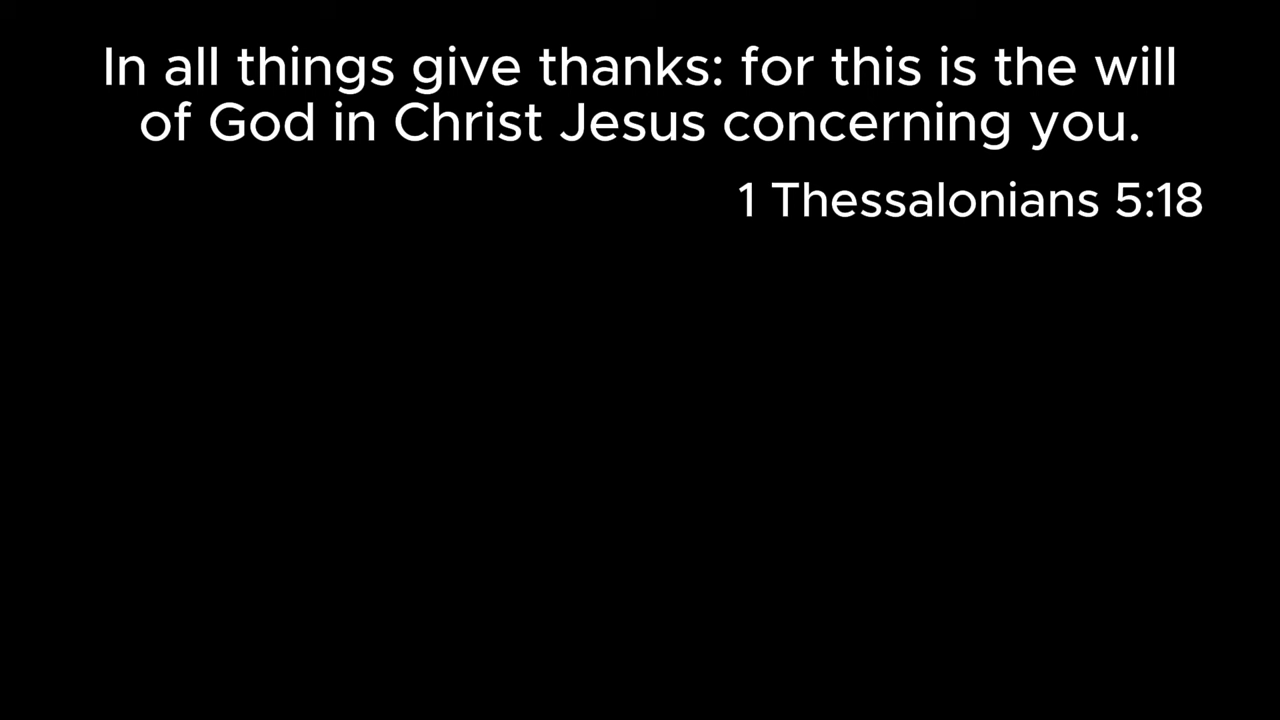 In all things give thanks: for this is the will
of God in Christ Jesus concerning you.
1 Thessalonians 5:18